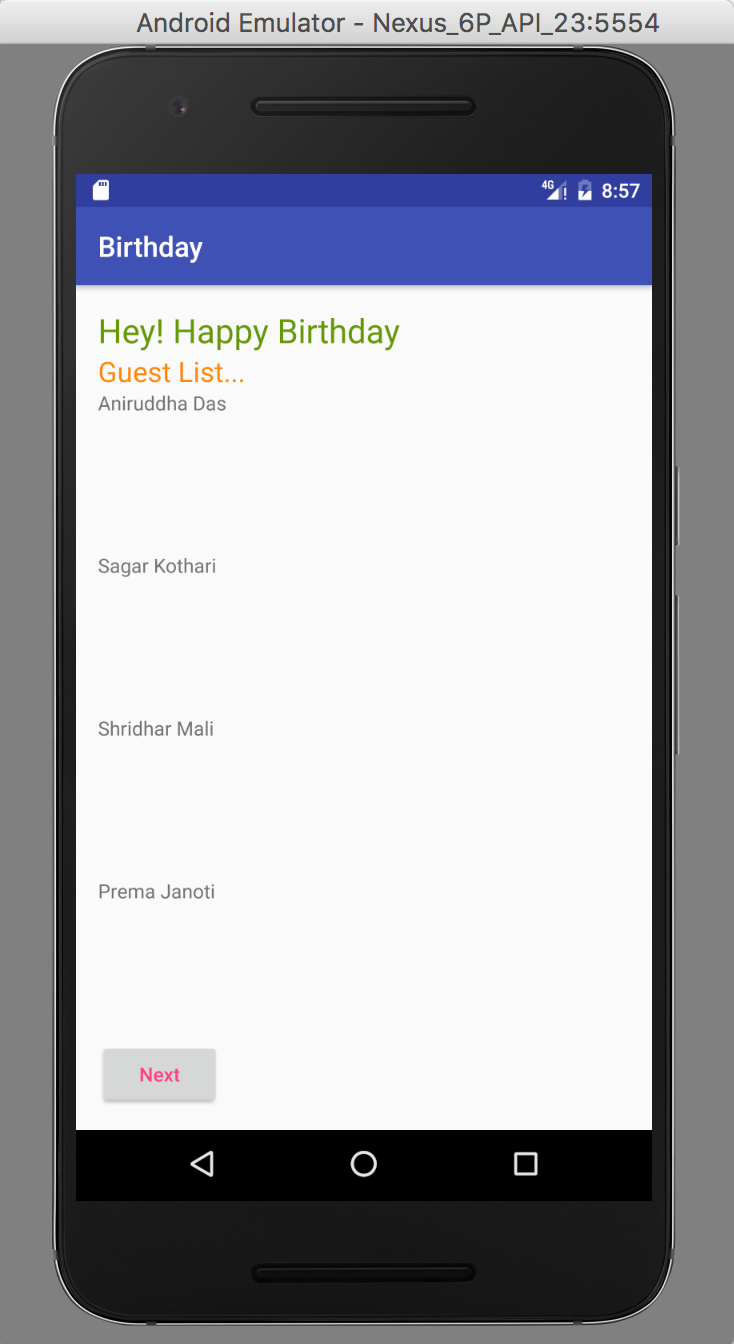 Android Emulator - Nexus_6P_API_23:5554
4G 8:57
Birthday
Hey! Happy Birthday
Guest List...
Aniruddha Das
Sagar Kothari
Shridhar Mali
Prema Janoti
Next